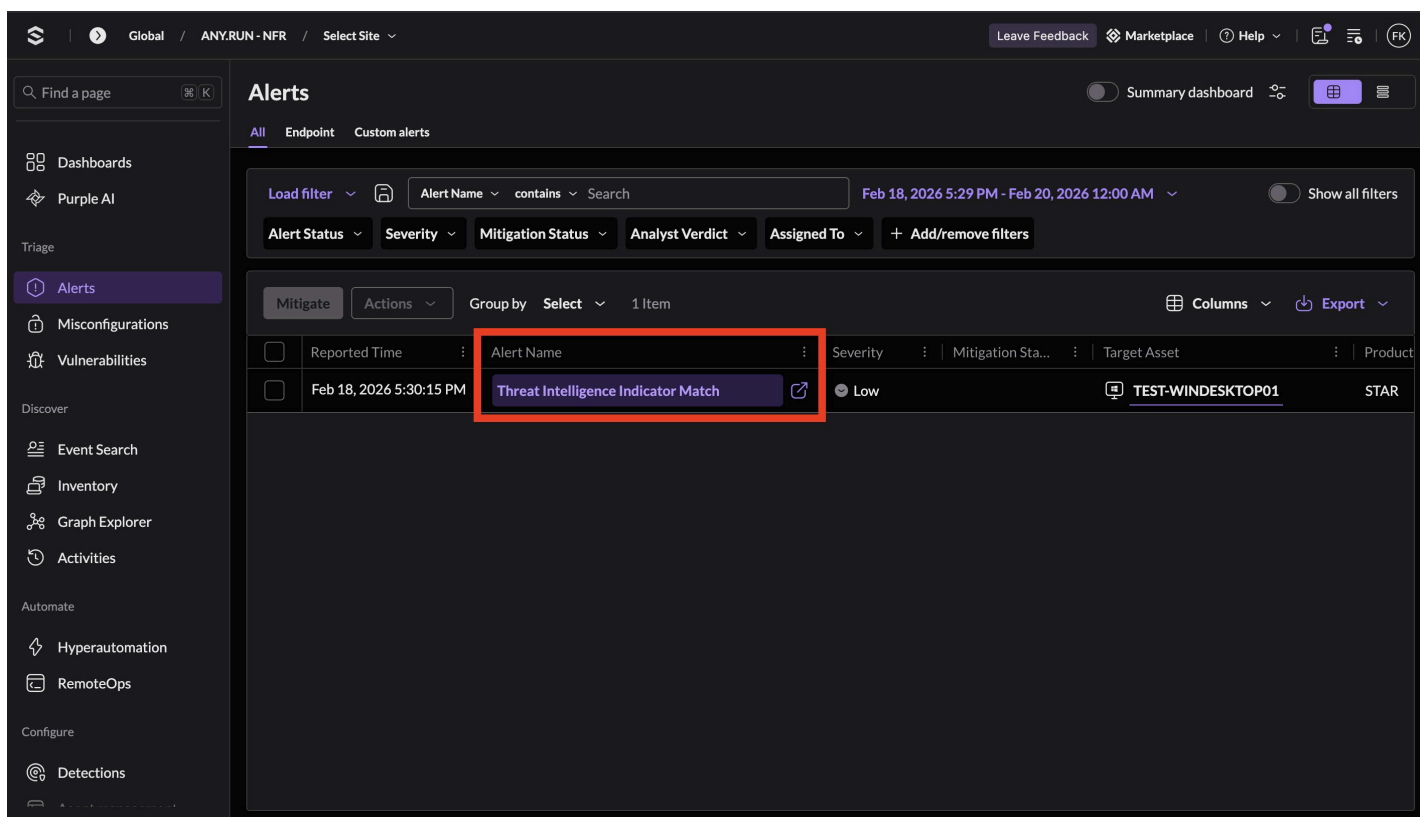 Global / ANY.RUN - NFR / Select Site
Leave Feedback Marketplace Help FK
Find a page ⌘ K
Alerts
Summary dashboard
All Endpoint Custom alerts
Dashboards
Purple AI
Triage
Alerts
Misconfigurations
Vulnerabilities
Discover
Event Search
Inventory
Graph Explorer
Activities
Automate
Hyperautomation
RemoteOps
Configure
Detections
Load filter Alert Name contains Search Feb 18, 2026 5:29 PM - Feb 20, 2026 12:00 AM Show all filters
Alert Status Severity Mitigation Status Analyst Verdict Assigned To + Add/remove filters
Mitigate Actions Group by Select 1 Item Columns Export
Reported Time Alert Name Severity Mitigation Sta... Target Asset Product
Feb 18, 2026 5:30:15 PM Threat Intelligence Indicator Match Low TEST-WINDESKTOP01 STAR